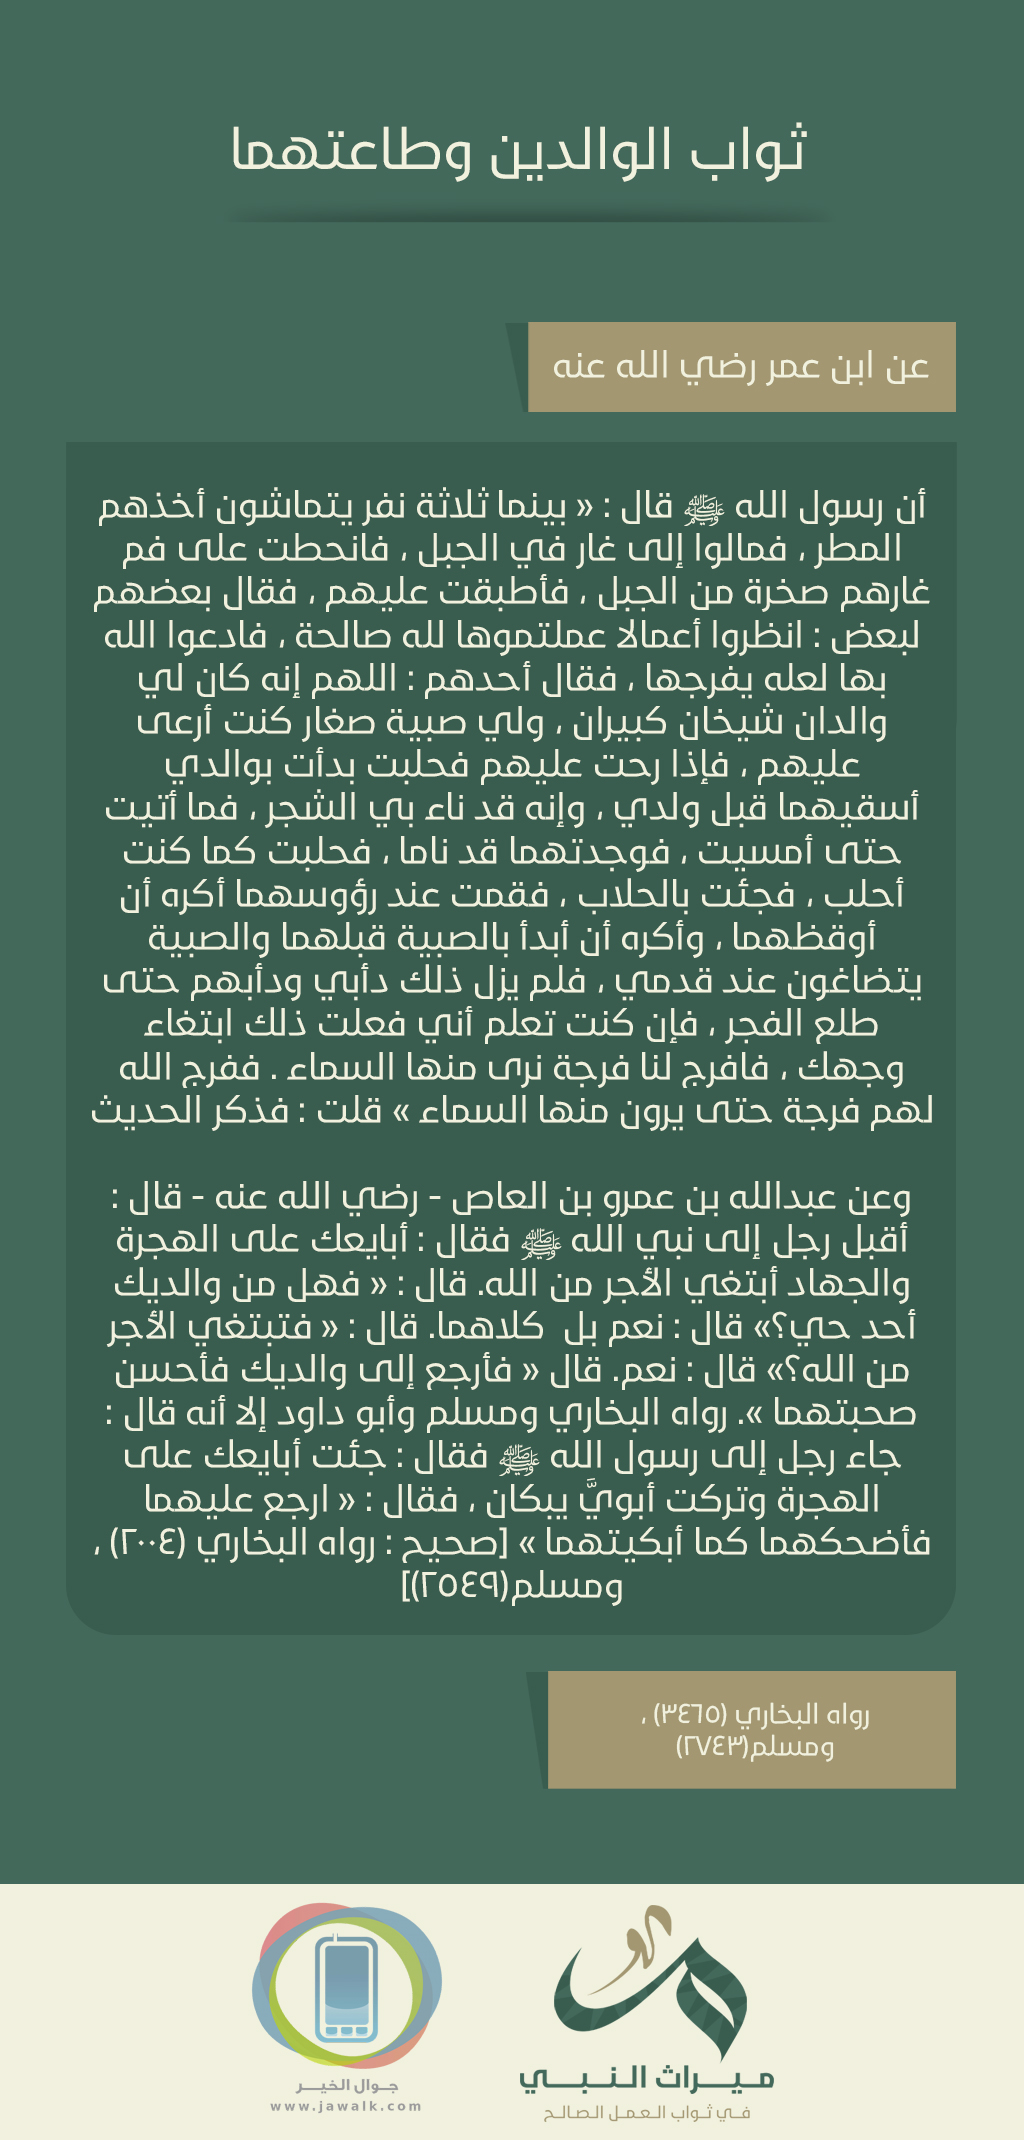 ثواب الوالدين وطاعتهما
عن ابن عمر رضي الله عنه
أن رسول الله ﷺ قال : « بينما ثلاثة نفر يتماشون أخذهم
المطر ، فمالوا إلى غار في الجبل ، فانحطت على فم
غارهم صخرة من الجبل ، فأطبقت عليهم ، فقال بعضهم
لبعض : انظروا أعمالا عملتموها لله صالحة ، فادعوا الله
بها لعله يفرجها ، فقال أحدهم : اللهم إنه كان لي
والدان شيخان كبيران ، ولي صبية صغار كنت أرعى
عليهم ، فإذا رحت عليهم فحلبت بدأت بوالدي
أسقيهما قبل ولدي ، وإنه قد ناء بي الشجر ، فما أتيت
حتى أمسيت ، فوجدتهما قد ناما ، فحلبت كما كنت
أحلب ، فجئت بالحلاب ، فقمت عند رؤوسهما أكره أن
أوقظهما ، وأكره أن أبدأ بالصبية قبلهما والصبية
يتضاغون عند قدمي ، فلم يزل ذلك دأبي ودأبهم حتى
طلع الفجر ، فإن كنت تعلم أني فعلت ذلك ابتغاء
وجهك ، فافرج لنا فرجة نرى منها السماء . ففرج الله
لهم فرجة حتى يرون منها السماء » قلت : فذكر الحديث
وعن عبدالله بن عمرو بن العاص - رضي الله عنه - قال :
أقبل رجل إلى نبي الله ﷺ فقال : أبايعك على الهجرة
والجهاد أبتغي الأجر من الله. قال : « فهل من والديك
أحد حي؟» قال : نعم بل كلاهما. قال : « فتبتغي الأجر
من الله؟» قال : نعم. قال « فأرجع إلى والديك فأحسن
صحبتهما ». رواه البخاري ومسلم وأبو داود إلا أنه قال :
جاء رجل إلى رسول الله ﷺ فقال : جئت أبايعك على
الهجرة وتركت أبويَّ يبكان ، فقال : « ارجع عليهما
فأضحكهما كما أبكيتهما » [صحيح : رواه البخاري (٢٠٠٤) ،
ومسلم(٢٥٤٩)]
رواه البخاري (٣٤٦٥) ،
ومسلم(٢٧٤٣)
ميراث النبي
في ثواب العمل الصالح
جوال الخير
www.jawalk.com